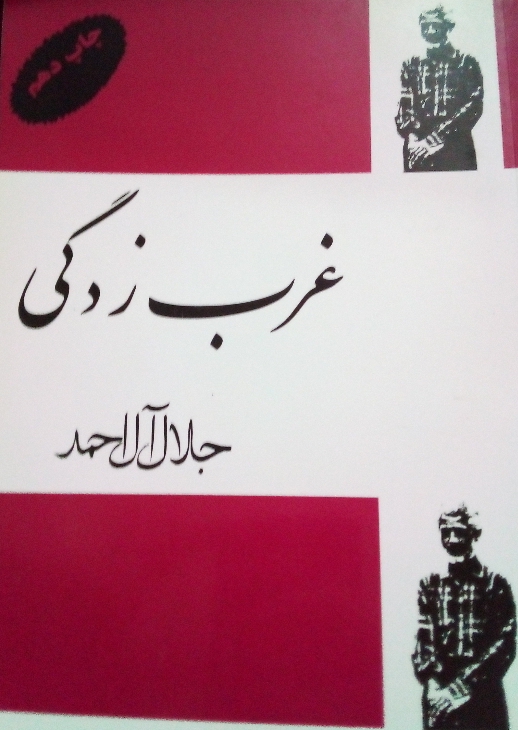 چاپ دهم
غرب زدگی
جلال آل احمد